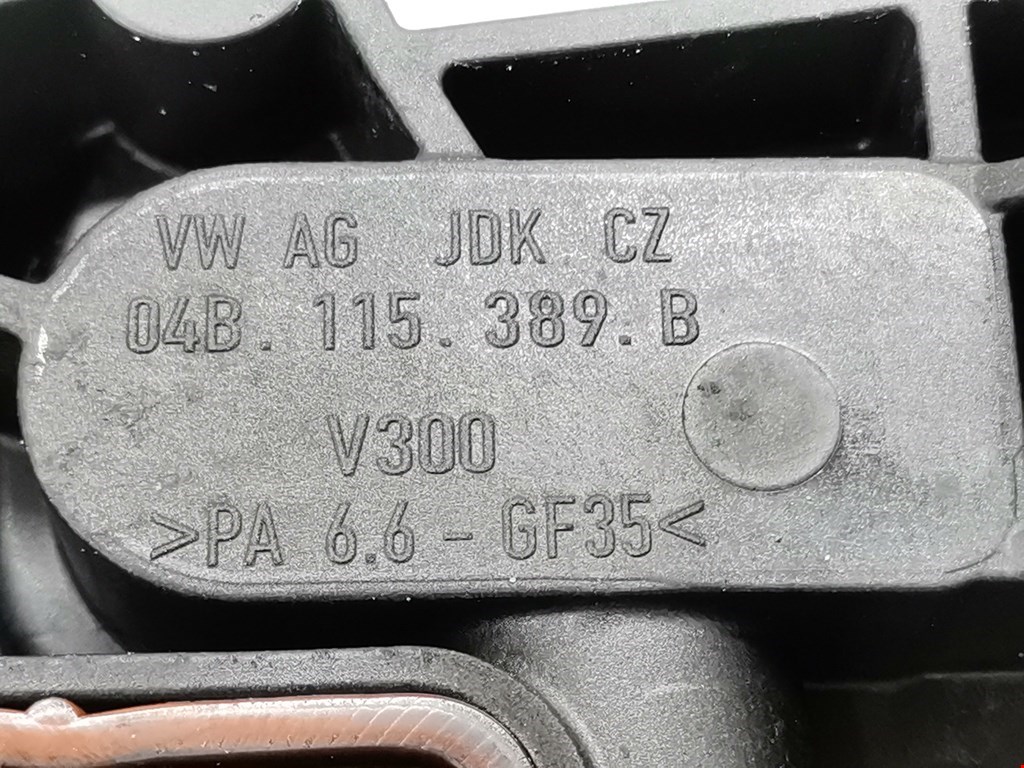 VW AG JDK CZ
04B. 115. 389. B
V300
>PA 6.6 - GF35<